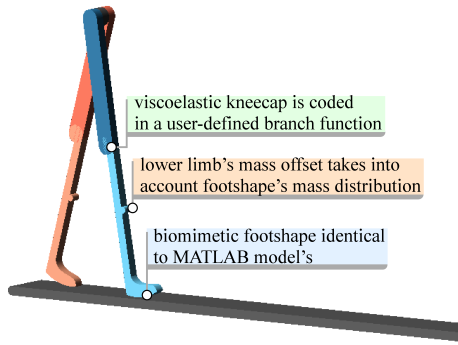 viscoelastic kneecap is coded
in a user-defined branch function
lower limb's mass offset takes into
account footshape's mass distribution
biomimetic footshape identical
to MATLAB model's